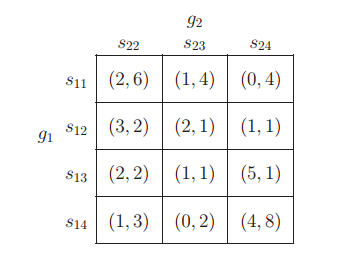 g₂
s₂₂ s₂₃ s₂₄
s₁₁ (2, 6) (1, 4) (0, 4)
g₁ s₁₂ (3, 2) (2, 1) (1, 1)
s₁₃ (2, 2) (1, 1) (5, 1)
s₁₄ (1, 3) (0, 2) (4, 8)